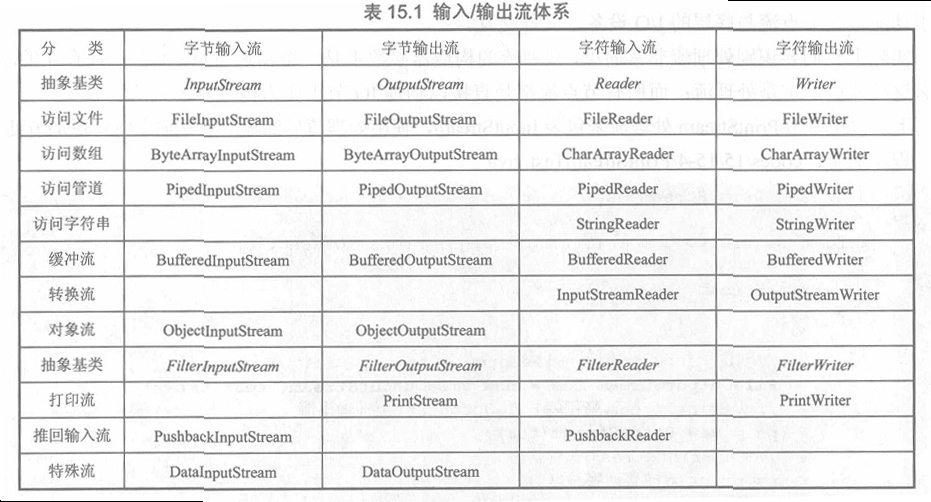 表 15.1 输入/输出流体系
分 类 字节输入流 字节输出流 字符输入流 字符输出流
抽象基类 InputStream OutputStream Reader Writer
访问文件 FileInputStream FileOutputStream FileReader FileWriter
访问数组 ByteArrayInputStream ByteArrayOutputStream CharArrayReader CharArrayWriter
访问管道 PipedInputStream PipedOutputStream PipedReader PipedWriter
访问字符串 StringReader StringWriter
缓冲流 BufferedInputStream BufferedOutputStream BufferedReader BufferedWriter
转换流 InputStreamReader OutputStreamWriter
对象流 ObjectInputStream ObjectOutputStream
抽象基类 FilterInputStream FilterOutputStream FilterReader FilterWriter
打印流 PrintStream PrintWriter
推回输入流 PushbackInputStream PushbackReader
特殊流 DataInputStream DataOutputStream